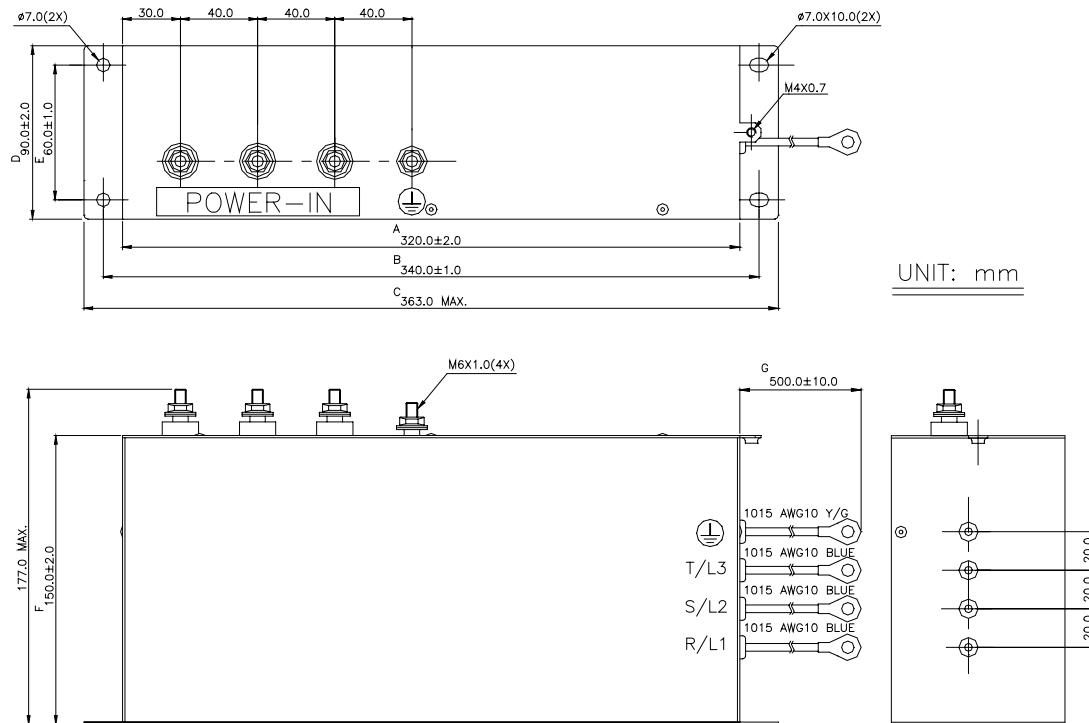 ø7.0(2X)
30.0
40.0
40.0
40.0
ø7.0X10.0(2X)
M4X0.7
D
90.0±2.0
E
60.0±1.0
POWER-IN
A
320.0±2.0
B
340.0±1.0
C
363.0 MAX.
UNIT: mm
M6X1.0(4X)
G
500.0±10.0
177.0 MAX.
F
150.0±2.0
1015 AWG10 Y/G
T/L3
1015 AWG10 BLUE
S/L2
1015 AWG10 BLUE
R/L1
1015 AWG10 BLUE
20.0
20.0
20.0